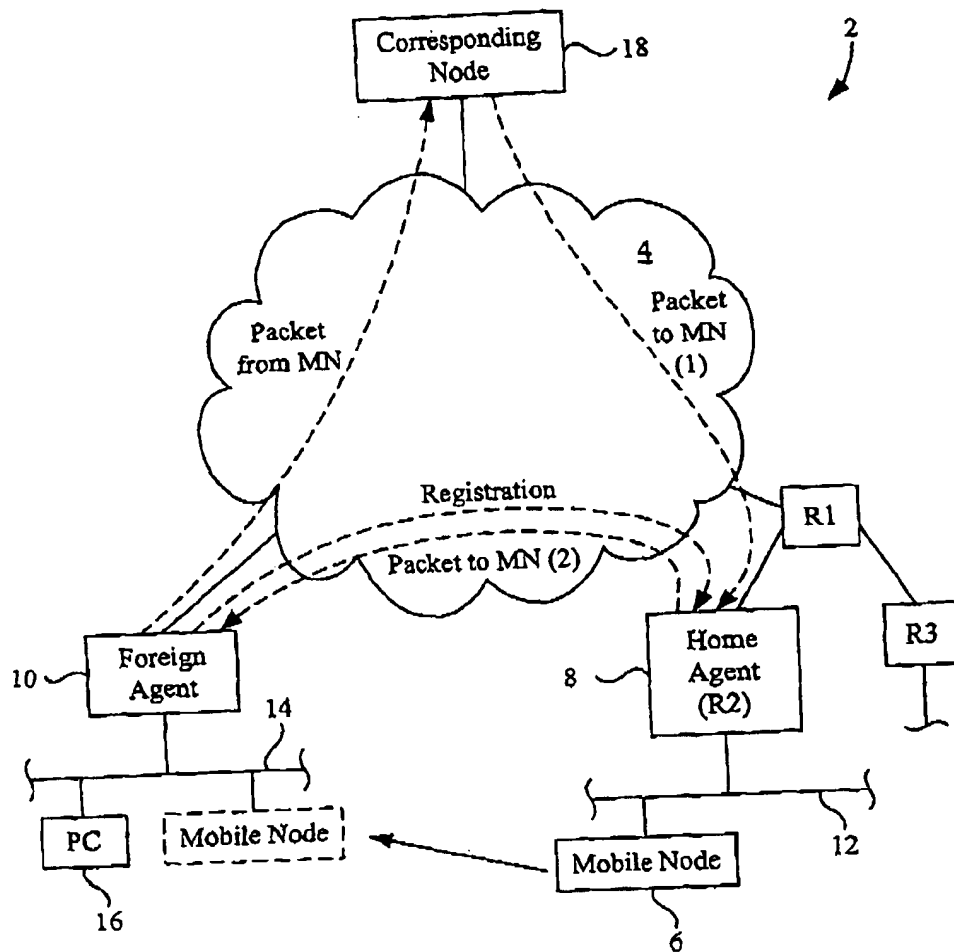 2
Corresponding
Node
18
4
Packet
to MN
(1)
Packet
from MN
Registration
Packet to MN (2)
R1
R3
10
Foreign
Agent
8
Home
Agent
(R2)
14
12
PC
Mobile Node
Mobile Node
16
6